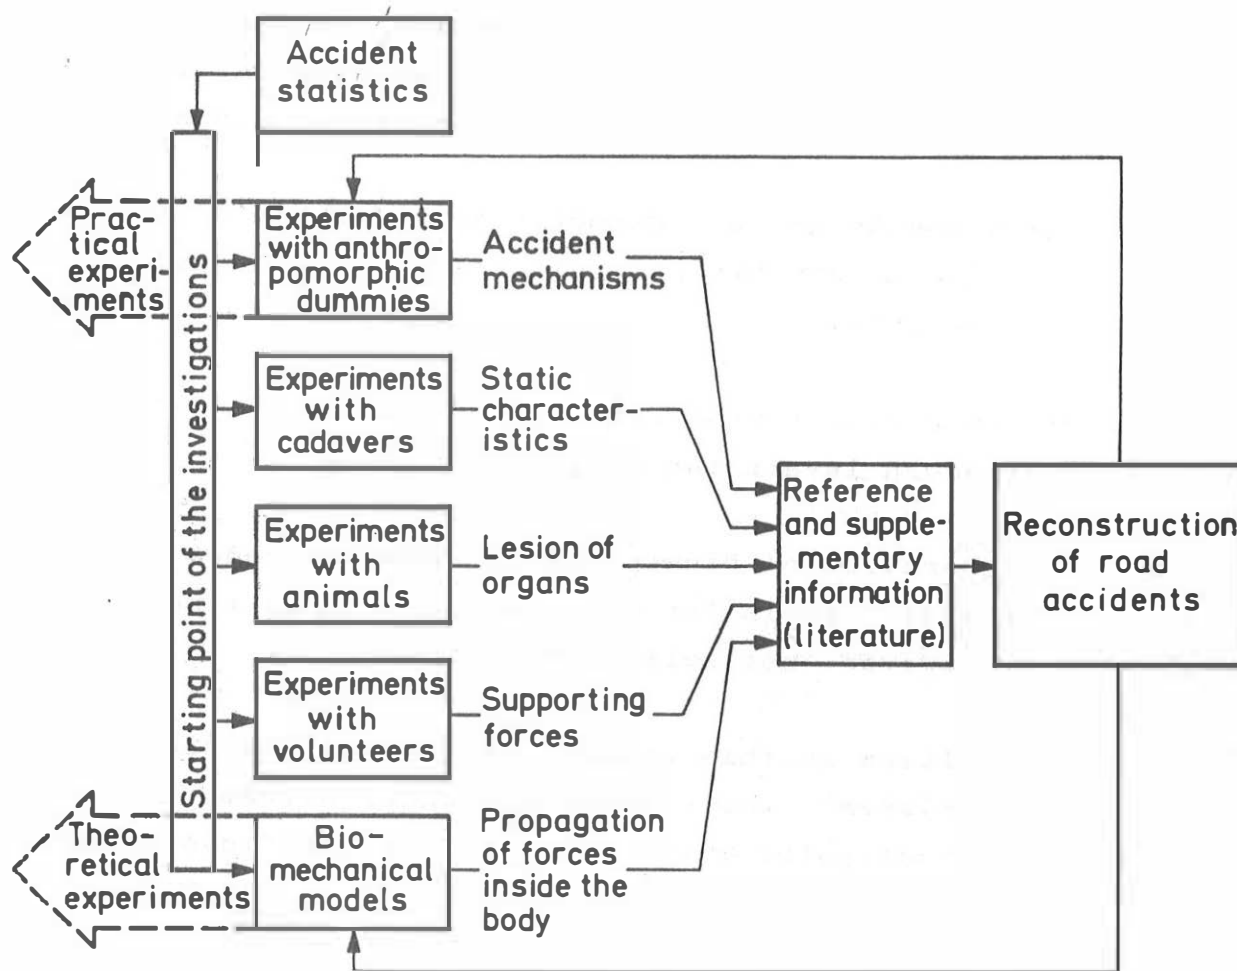 Accident
statistics
Prac-
tical
experi-
ments
Starting point of the investigations
Experiments
with anthro-
pomorphic
dummies
Accident
mechanisms
Experiments
with
cadavers
Static
character-
istics
Experiments
with
animals
Lesion of
organs
Experiments
with
volunteers
Supporting
forces
Theo-
retical
experiments
Bio-
mechanical
models
Propagation
of forces
inside the
body
Reference
and supple-
mentary
information
(literature)
Reconstruction
of road
accidents